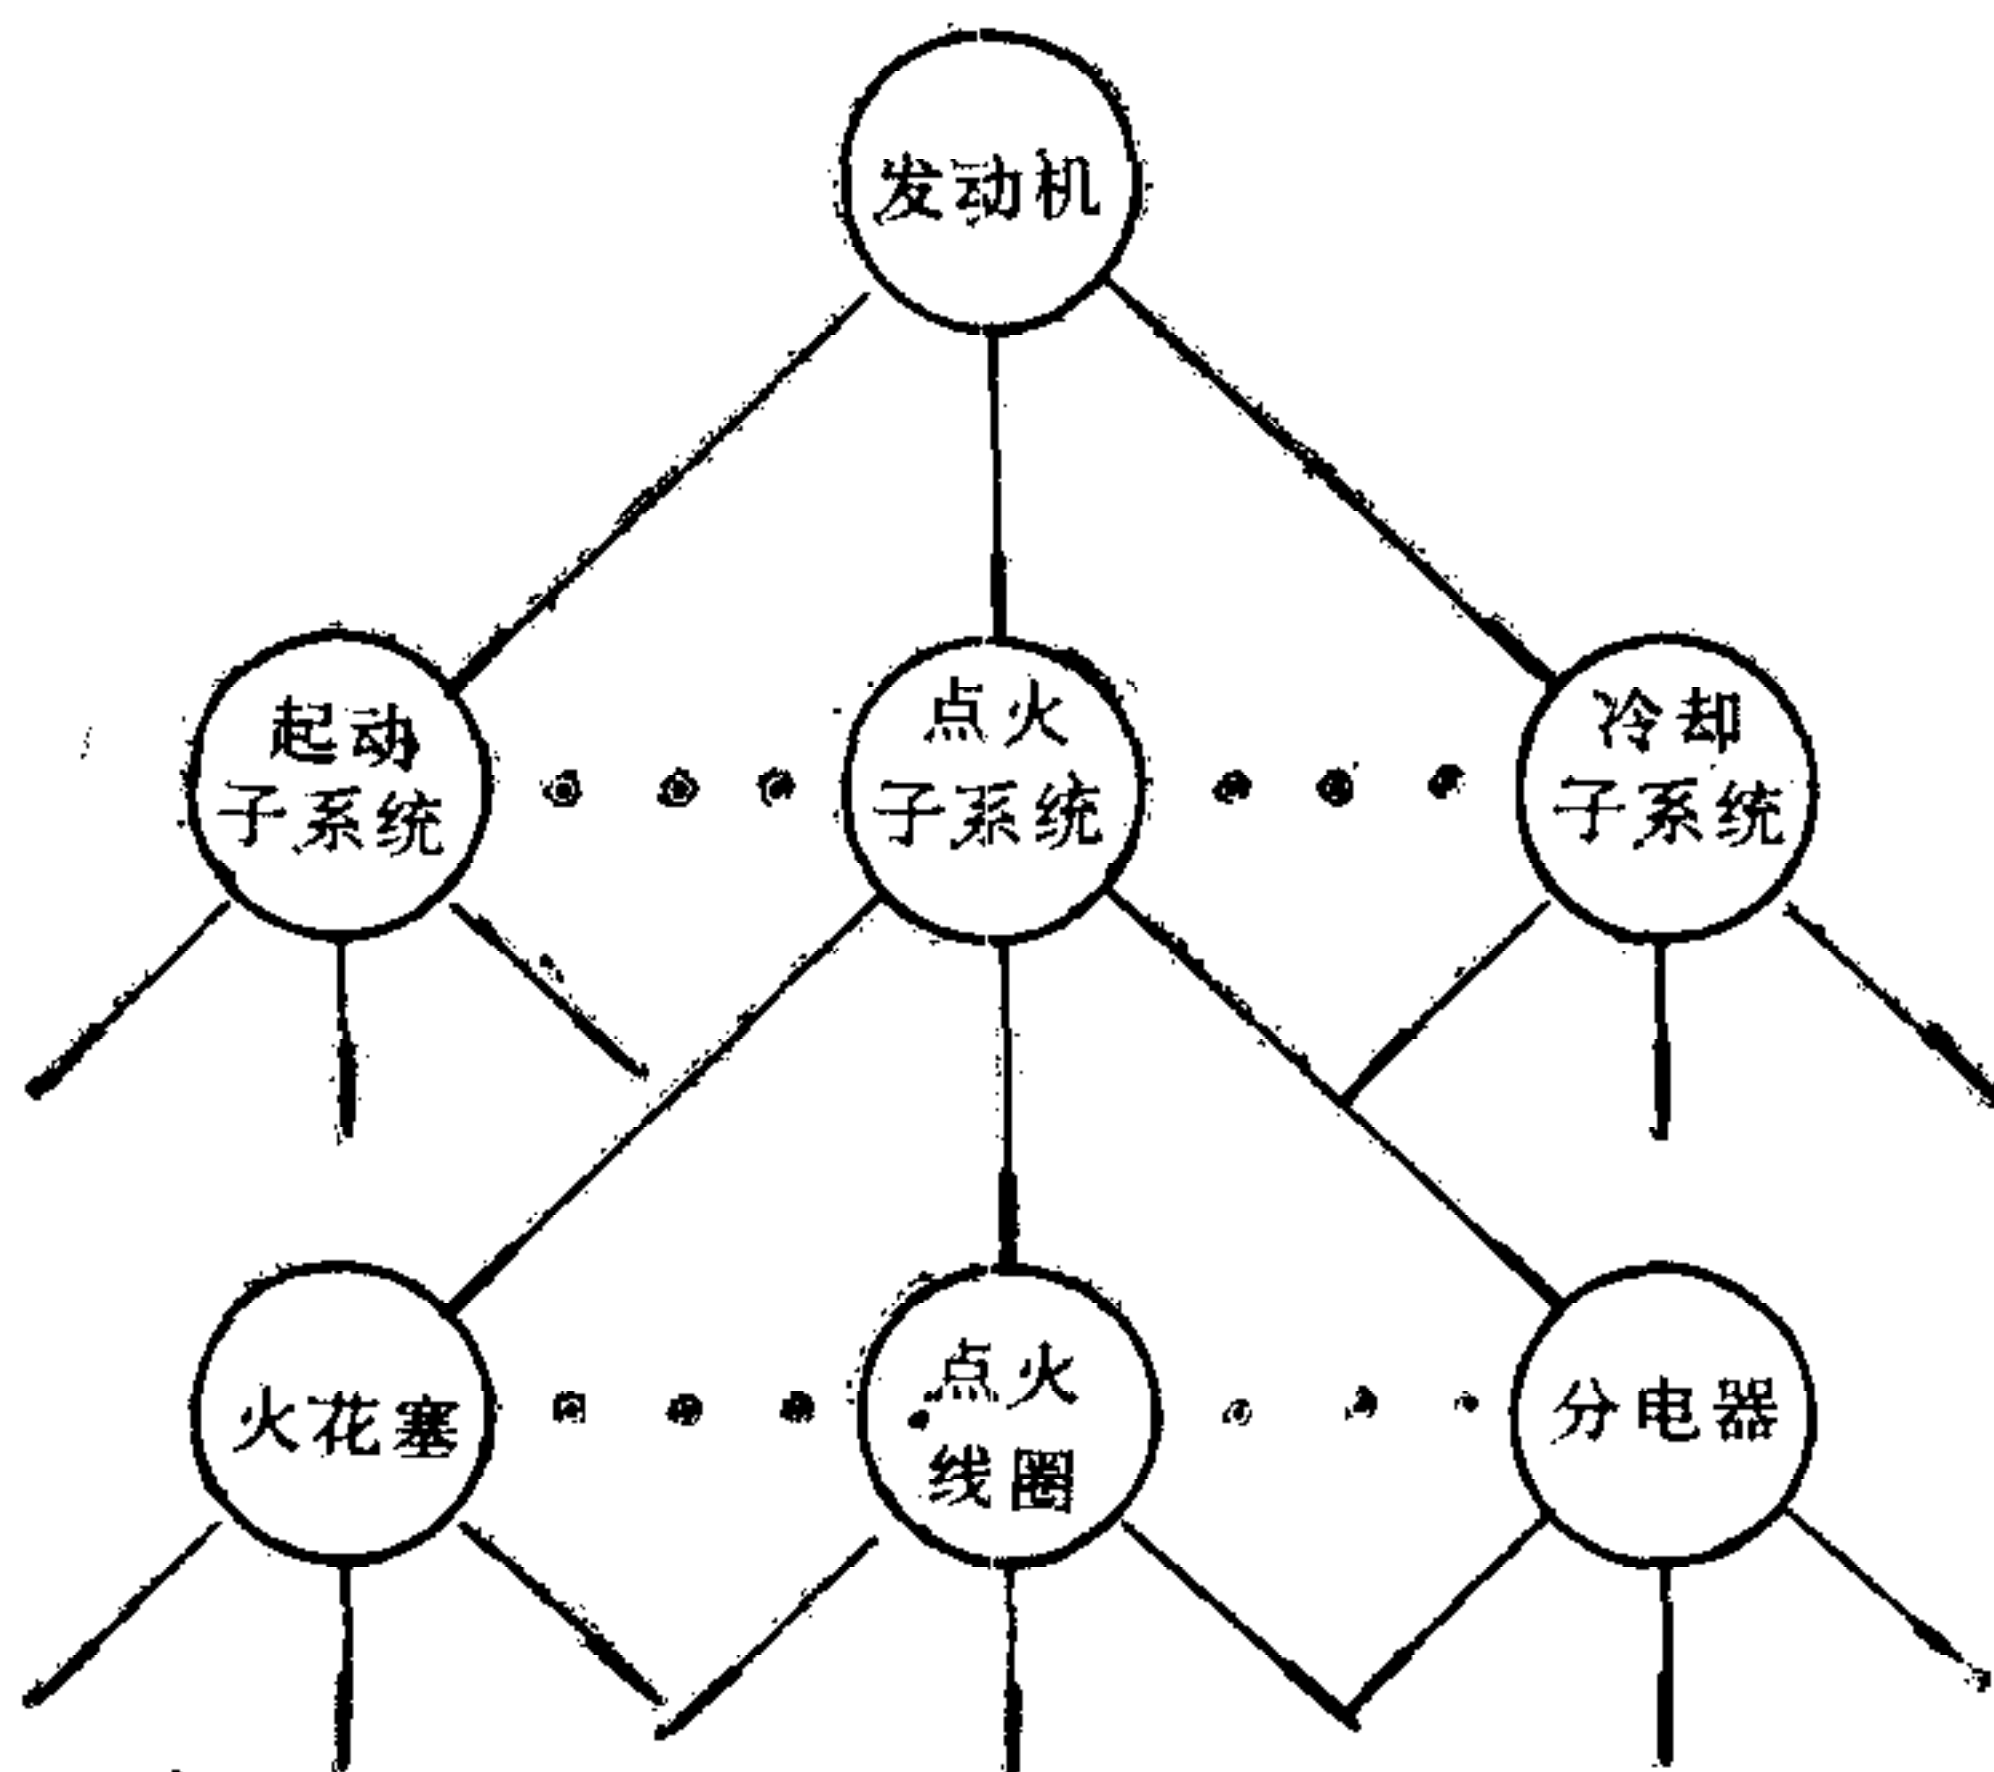 发动机
起动
子系统
点火
子系统
冷却
子系统
火花塞
点火
线圈
分电器